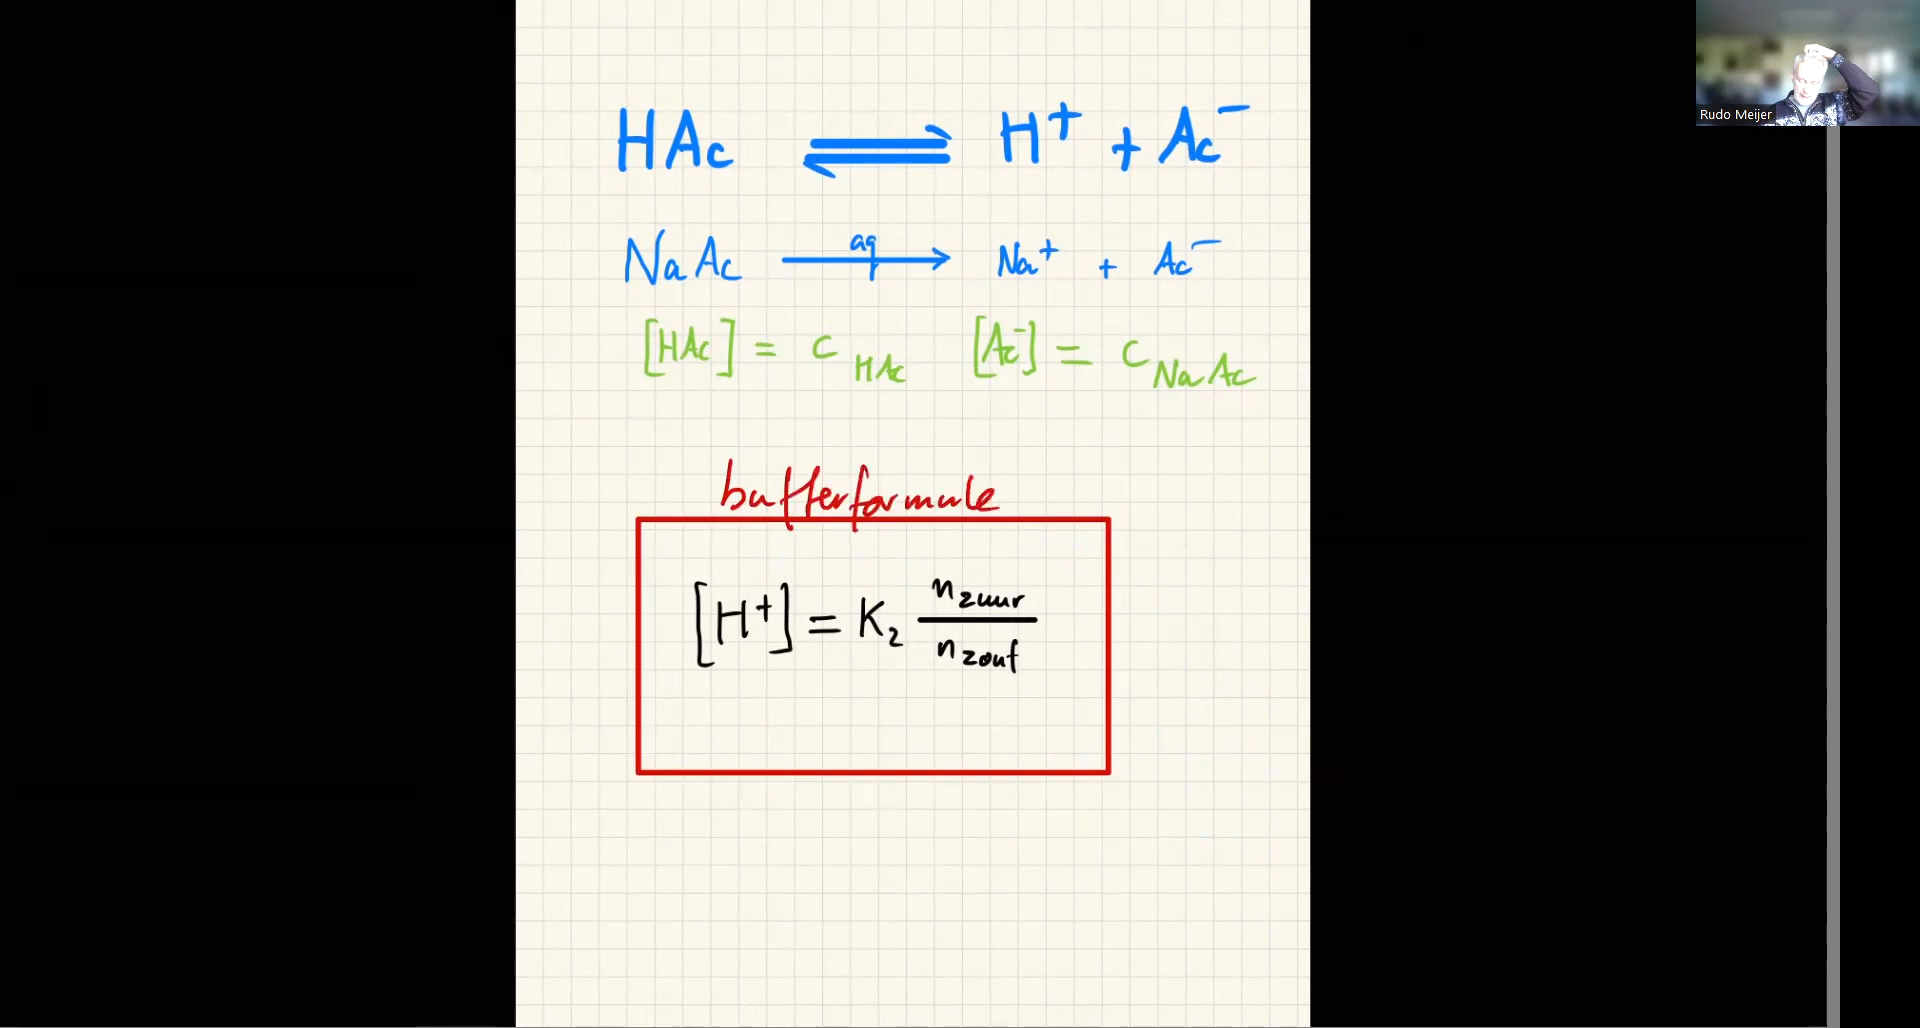 Rudo Meijer
HAc ⇌ H⁺ + Ac⁻
NaAc →(aq) Na⁺ + Ac⁻
[HAc] = c_HAc [Ac⁻] = c_NaAc
bufferformule
[H⁺] = K_z n_zuur / n_zout